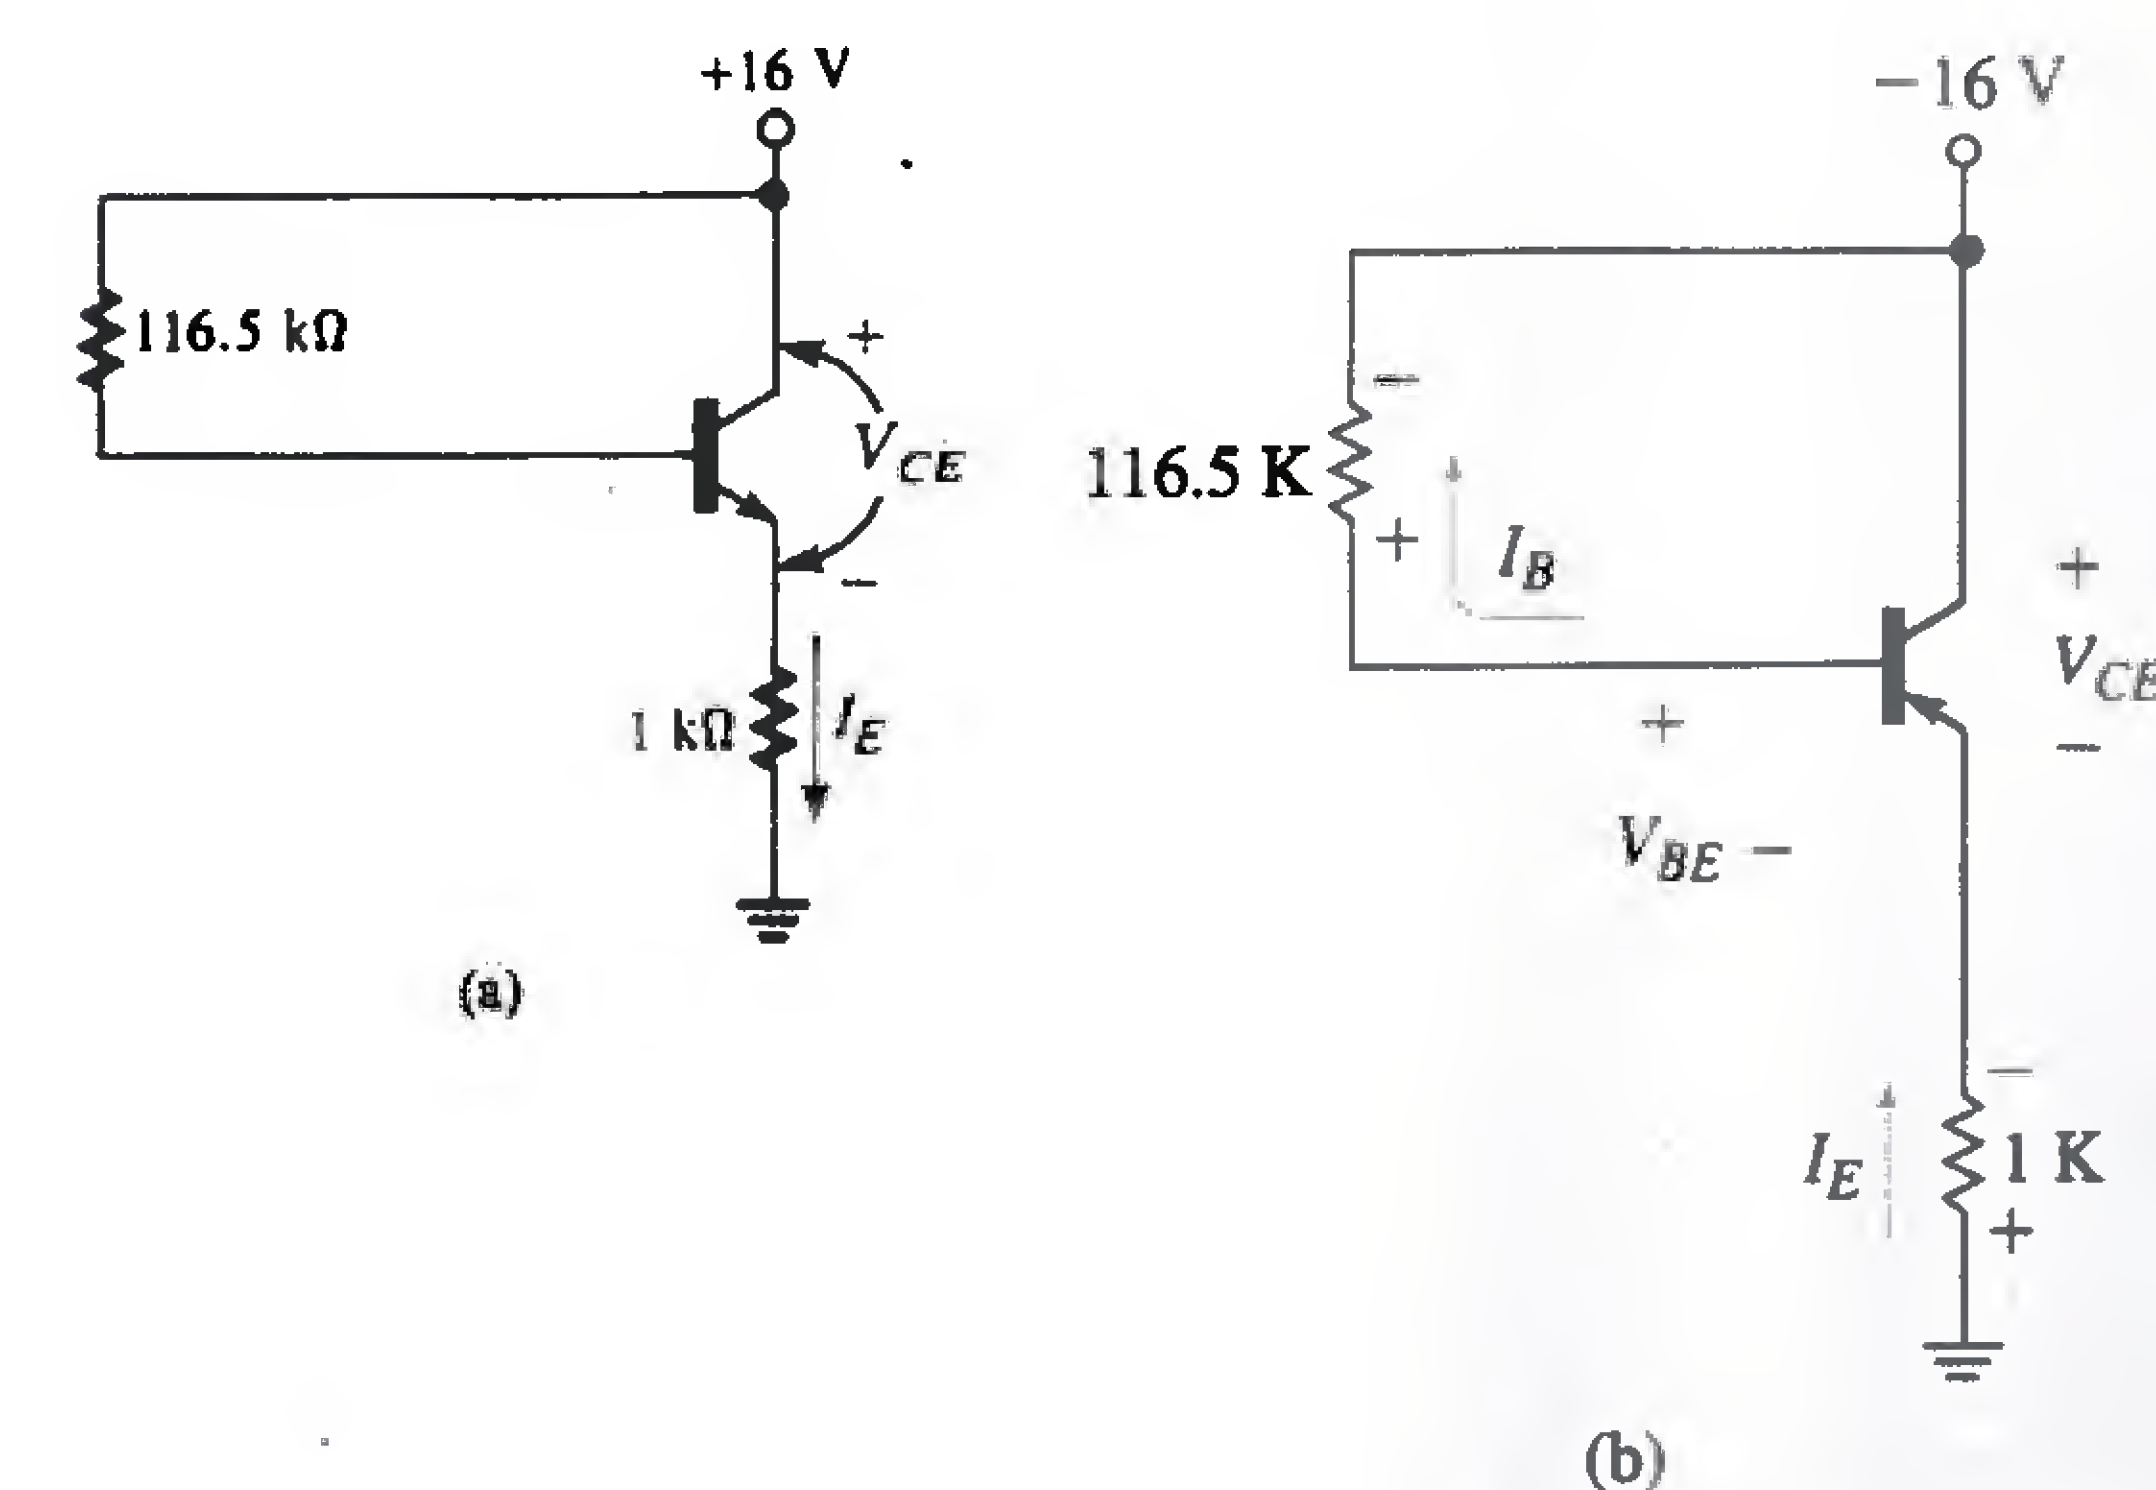 +16 V
116.5 kΩ
+
V_CE
−
1 kΩ
I_E
(a)
−16 V
−
116.5 K
+
I_B
+
V_CE
−
+
V_BE −
−
I_E
1 K
+
(b)